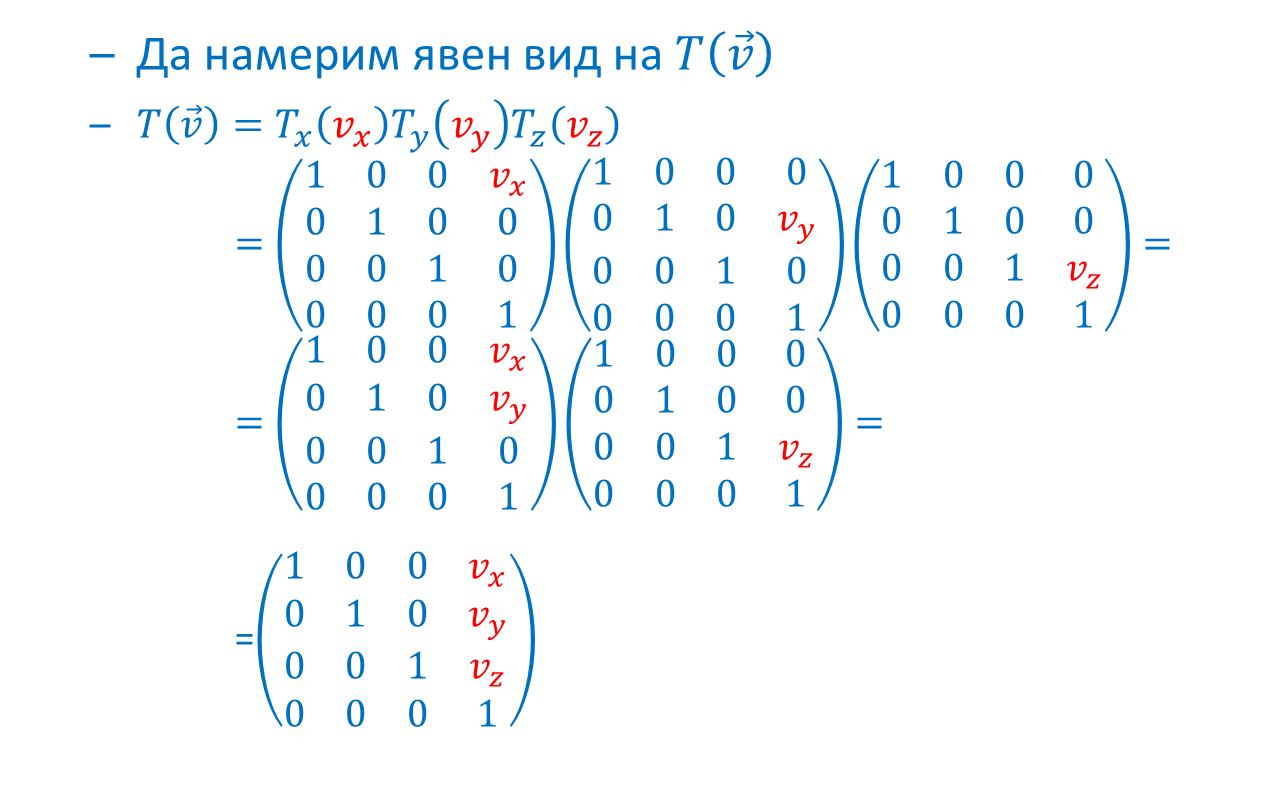 – Да намерим явен вид на 𝑇(𝑣⃗)
– 𝑇(𝑣⃗) = 𝑇ₓ(𝑣ₓ)𝑇_y(𝑣_y)𝑇_z(𝑣_z)
= (1 0 0 𝑣ₓ) (1 0 0 0) (1 0 0 0) =
(0 1 0 0) (0 1 0 𝑣_y) (0 1 0 0)
(0 0 1 0) (0 0 1 0) (0 0 1 𝑣_z)
(0 0 0 1) (0 0 0 1) (0 0 0 1)
= (1 0 0 𝑣ₓ) (1 0 0 0) =
(0 1 0 𝑣_y) (0 1 0 0)
(0 0 1 0) (0 0 1 𝑣_z)
(0 0 0 1) (0 0 0 1)
= (1 0 0 𝑣ₓ)
(0 1 0 𝑣_y)
(0 0 1 𝑣_z)
(0 0 0 1)